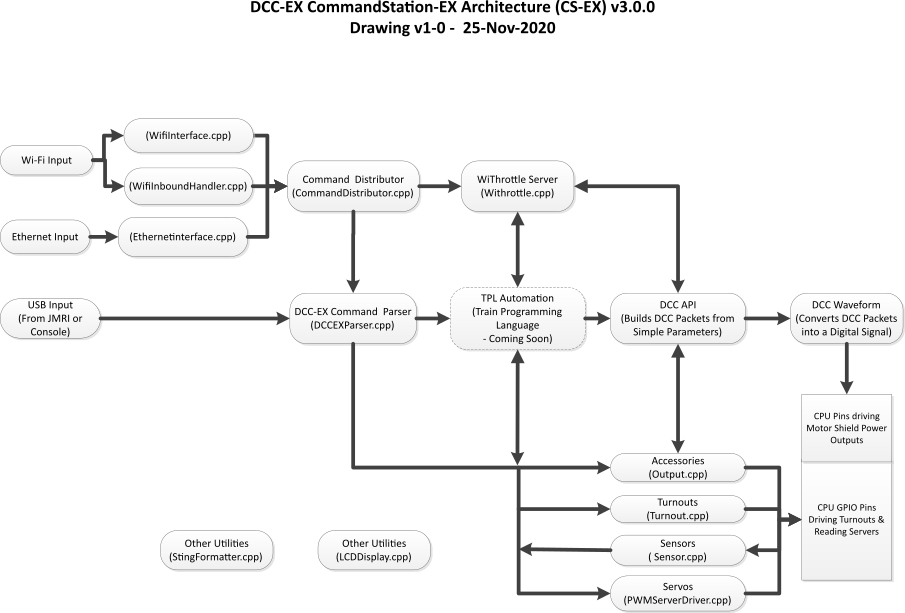 DCC-EX CommandStation-EX Architecture (CS-EX) v3.0.0
Drawing v1-0 - 25-Nov-2020
(WifiInterface.cpp)
Wi-Fi Input
(WifiInboundHandler.cpp)
Command Distributor
(CommandDistributor.cpp)
WiThrottle Server
(Withrottle.cpp)
Ethernet Input
(Ethernetinterface.cpp)
USB Input
(From JMRI or
Console)
DCC-EX Command Parser
(DCCEXParser.cpp)
TPL Automation
(Train Programming
Language
- Coming Soon)
DCC API
(Builds DCC Packets from
Simple Parameters)
DCC Waveform
(Converts DCC Packets
into a Digital Signal)
CPU Pins driving
Motor Shield Power
Outputs
Accessories
(Output.cpp)
Turnouts
(Turnout.cpp)
CPU GPIO Pins
Driving Turnouts &
Reading Servers
Other Utilities
(StingFormatter.cpp)
Other Utilities
(LCDDisplay.cpp)
Sensors
( Sensor.cpp)
Servos
(PWMServerDriver.cpp)